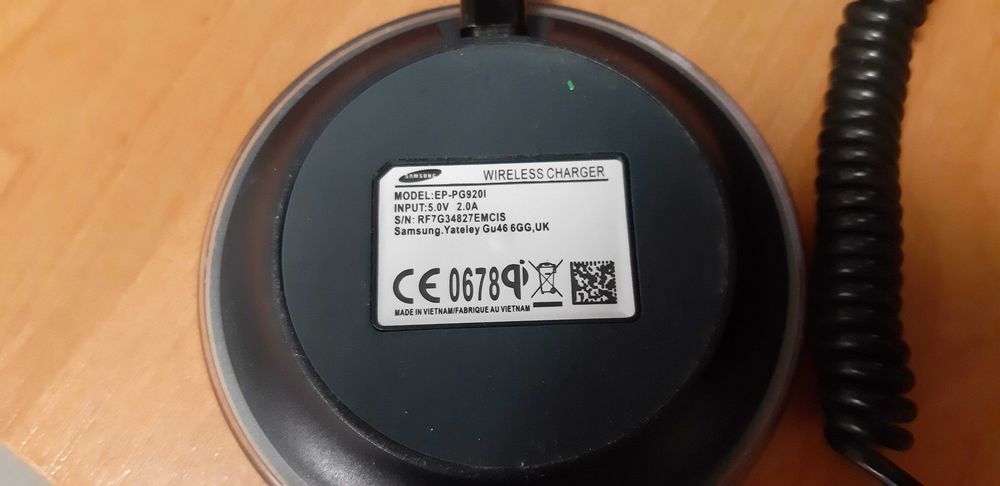 SAMSUNG WIRELESS CHARGER
MODEL:EP-PG920I
INPUT:5.0V 2.0A
S/N: RF7G34827EMCIS
Samsung.Yateley Gu46 6GG,UK
CE 0678 qi
MADE IN VIETNAM/FABRIQUE AU VIETNAM